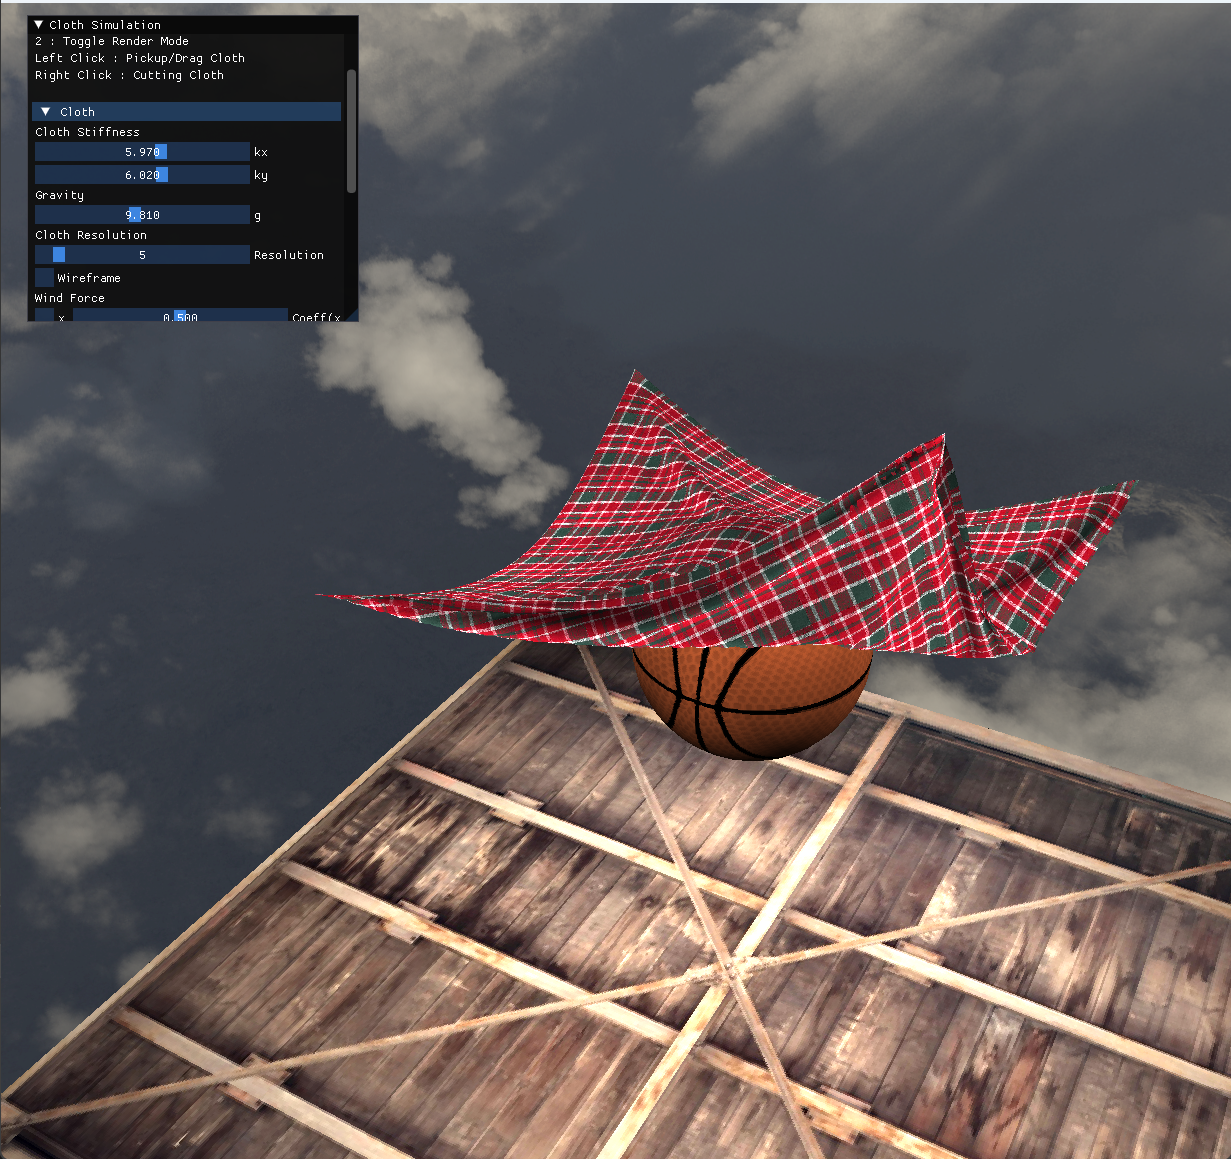 Cloth Simulation
2 : Toggle Render Mode
Left Click : Pickup/Drag Cloth
Right Click : Cutting Cloth
Cloth
Cloth Stiffness
5.970 kx
6.020 ky
Gravity
9.810 g
Cloth Resolution
5 Resolution
Wireframe
Wind Force
x 0.500 Coeff(x